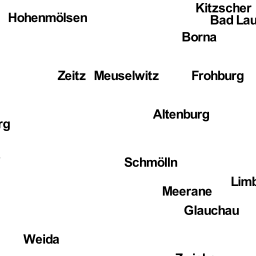 Kitzscher
Hohenmölsen
Bad Lau
Borna
Zeitz
Meuselwitz
Frohburg
Altenburg
rg
Schmölln
Limb
Meerane
Glauchau
Weida